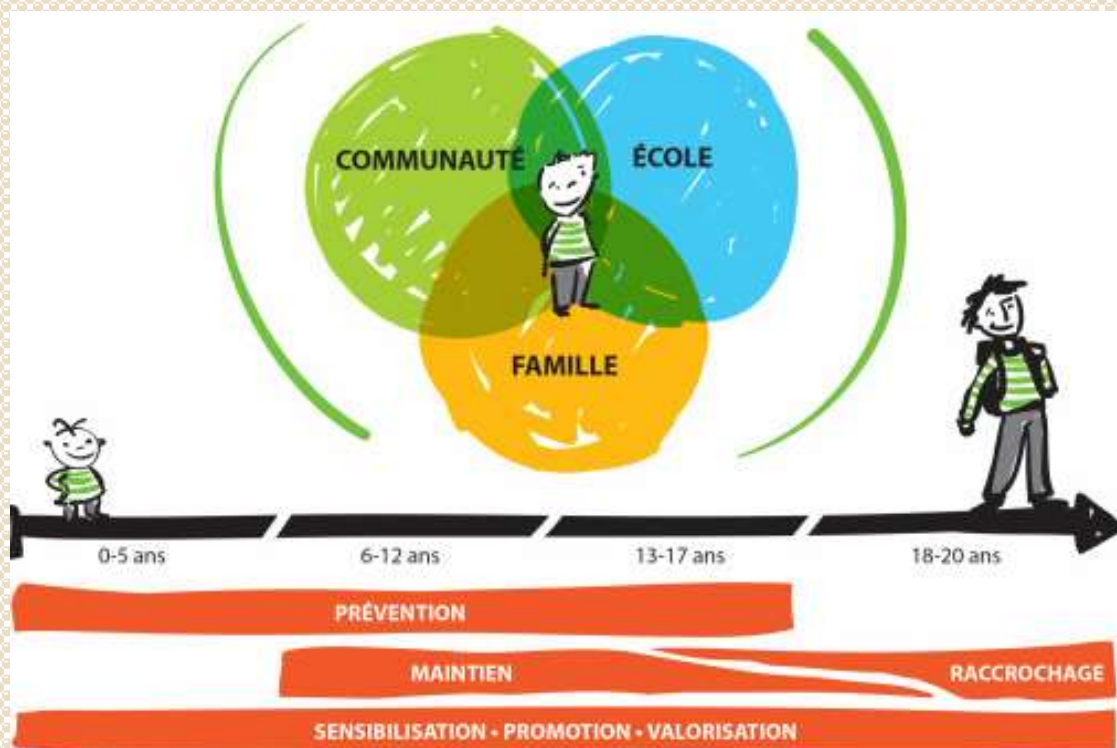 COMMUNAUTÉ
ÉCOLE
FAMILLE
0-5 ans
6-12 ans
13-17 ans
18-20 ans
PRÉVENTION
MAINTIEN
RACCROCHAGE
SENSIBILISATION • PROMOTION • VALORISATION